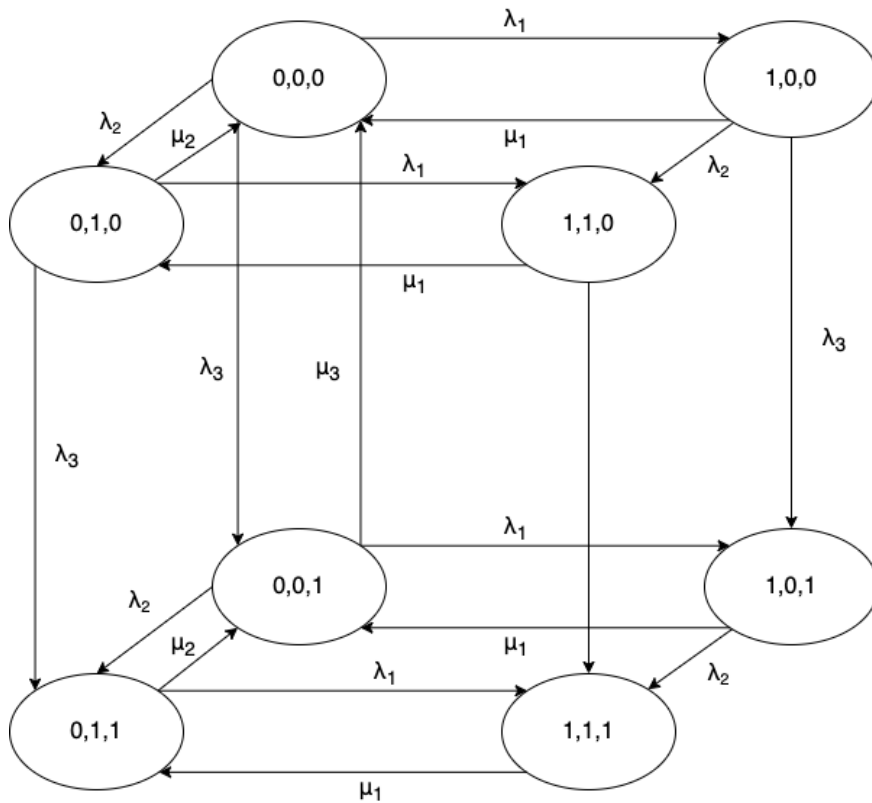 λ₁
0,0,0
1,0,0
λ₂
μ₂
μ₁
λ₁
λ₂
0,1,0
1,1,0
μ₁
λ₃
λ₃
μ₃
λ₃
λ₁
0,0,1
1,0,1
λ₂
μ₂
μ₁
λ₁
λ₂
0,1,1
1,1,1
μ₁